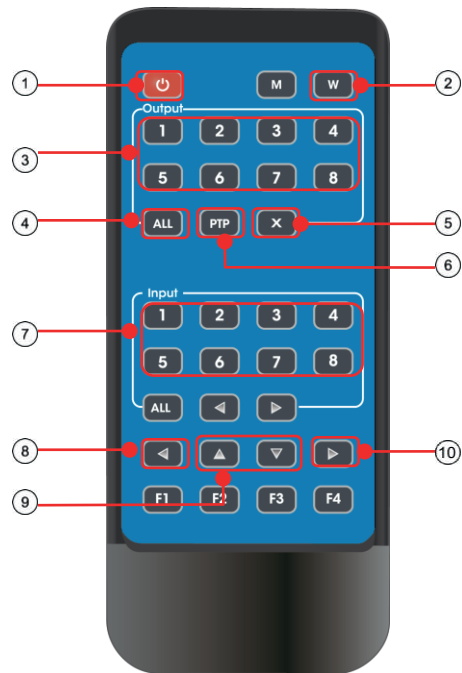 1 M W 2
Output
3 1 2 3 4
5 6 7 8
4 ALL PTP X 5
6
Input
7 1 2 3 4
5 6 7 8
ALL
8 10
9
F1 F2 F3 F4